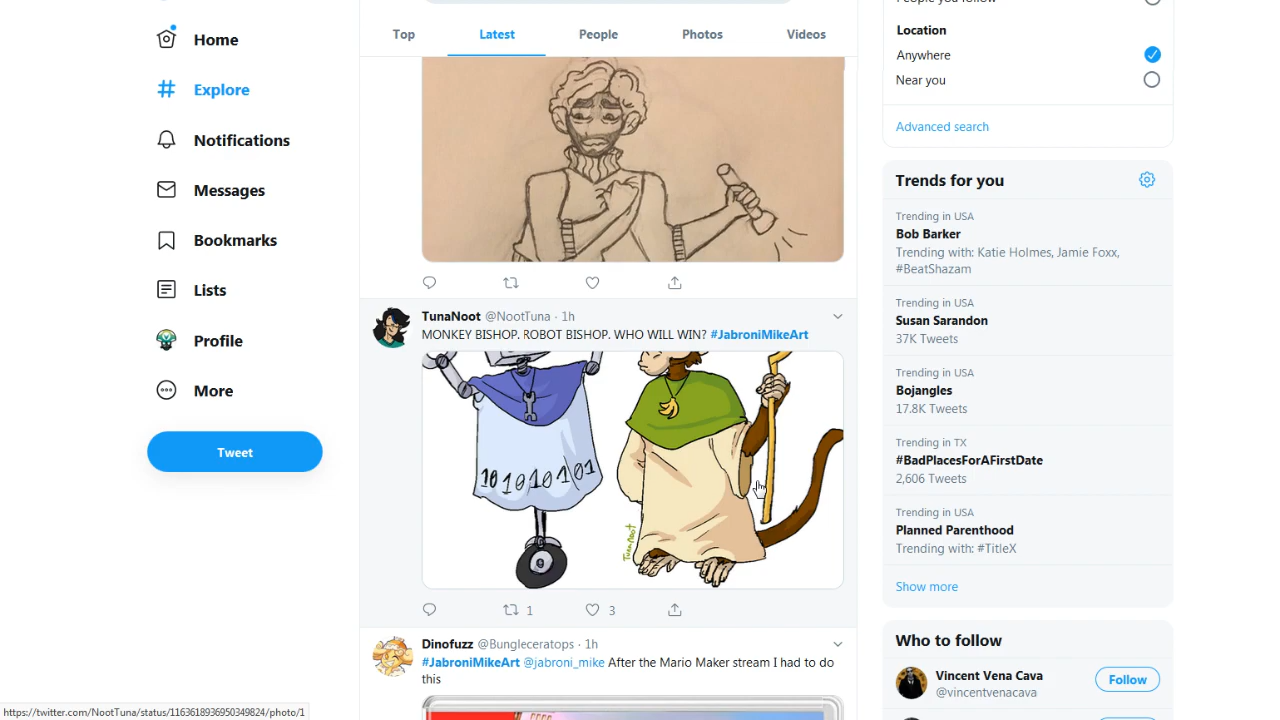 Home
Explore
Notifications
Messages
Bookmarks
Lists
Profile
More
Tweet
Top
Latest
People
Photos
Videos
TunaNoot @NootTuna · 1h
MONKEY BISHOP. ROBOT BISHOP. WHO WILL WIN? #JabroniMikeArt
10101010101
TunaNoot
1
3
Dinofuzz @Bungleceratops · 1h
#JabroniMikeArt @jabroni_mike After the Mario Maker stream I had to do
this
Location
Anywhere
Near you
Advanced search
Trends for you
Trending in USA
Bob Barker
Trending with: Katie Holmes, Jamie Foxx,
#BeatShazam
Trending in USA
Susan Sarandon
37K Tweets
Trending in USA
Bojangles
17.8K Tweets
Trending in TX
#BadPlacesForAFirstDate
2,606 Tweets
Trending in USA
Planned Parenthood
Trending with: #TitleX
Show more
Who to follow
Vincent Vena Cava
@vincentvenacava
Follow
https://twitter.com/NootTuna/status/1163618936950349824/photo/1